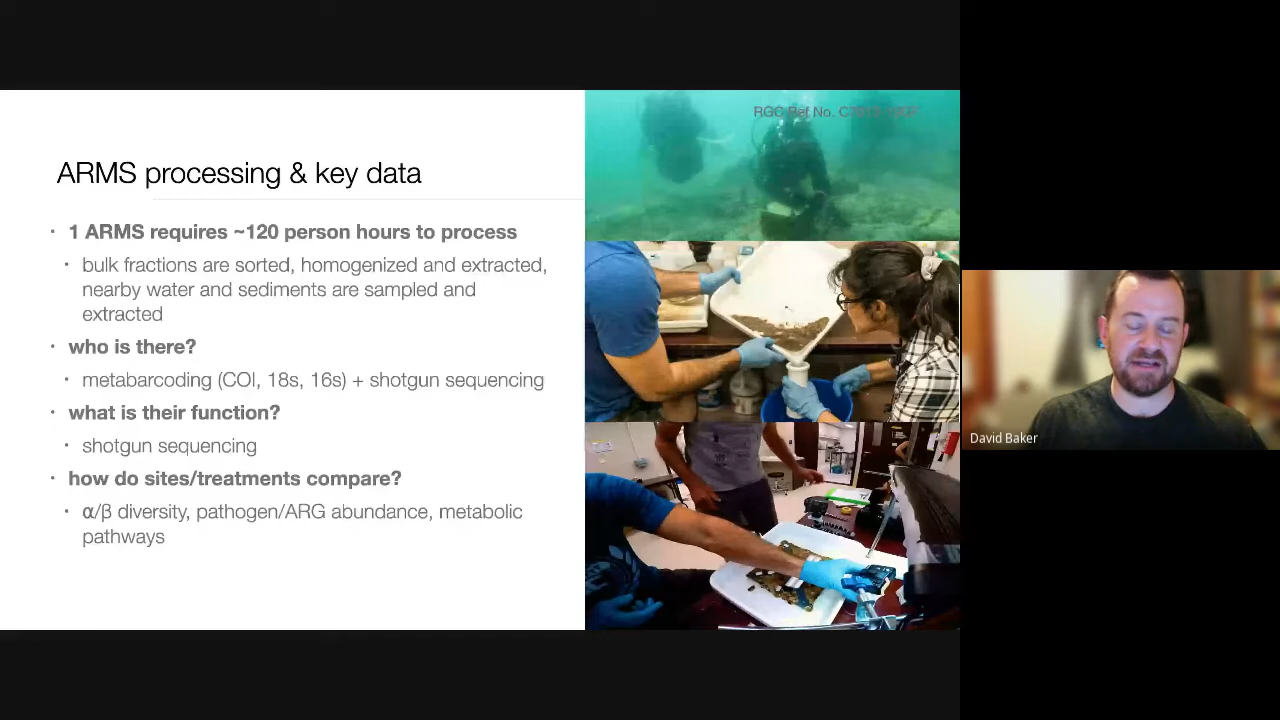 RGC Ref No.
ARMS processing & key data
· 1 ARMS requires ~120 person hours to process
· bulk fractions are sorted, homogenized and extracted,
nearby water and sediments are sampled and
extracted
· who is there?
· metabarcoding (COI, 18s, 16s) + shotgun sequencing
· what is their function?
· shotgun sequencing
· how do sites/treatments compare?
· α/β diversity, pathogen/ARG abundance, metabolic
pathways
David Baker